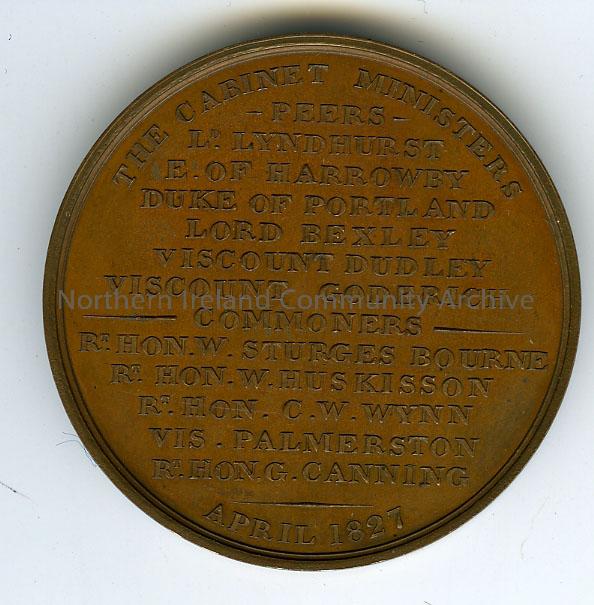 THE CABINET MINISTERS
- PEERS -
Lᴰ LYNDHURST
E. OF HARROWBY
DUKE OF PORTLAND
LORD BEXLEY
VISCOUNT DUDLEY
VISCOUNT GODERICH
Northern Ireland Community Archive
COMMONERS
Rᵀ HON. W. STURGES BOURNE
Rᵀ HON. W. HUSKISSON
Rᵀ. HON. C. W. WYNN
VIS. PALMERSTON
Rᵀ. HON. G. CANNING
APRIL 1827